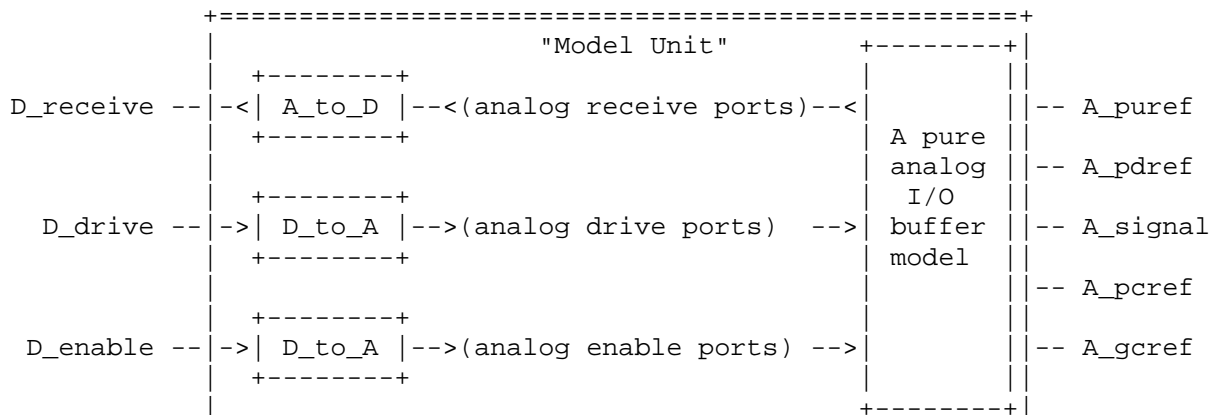 "Model Unit"
D_receive --|-<| A_to_D |--<(analog receive ports)--< |-- A_puref
A pure
analog |-- A_pdref
I/O
D_drive --|->| D_to_A |-->(analog drive ports) -->| buffer |-- A_signal
model
|-- A_pcref
D_enable --|->| D_to_A |-->(analog enable ports) -->| |-- A_gcref